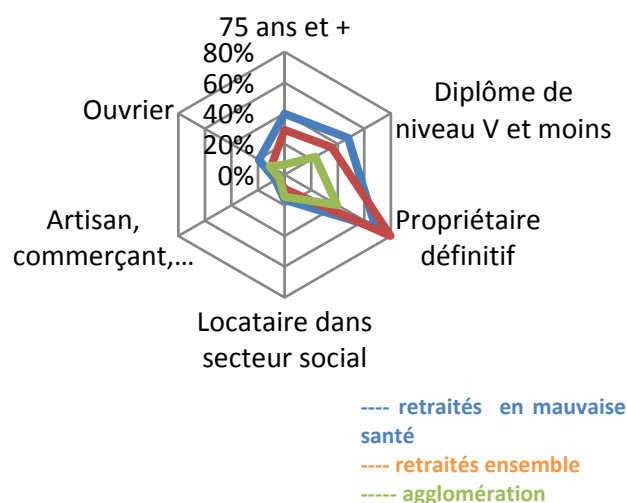 75 ans et +
80%
60%
40%
20%
0%
Diplôme de
niveau V et moins
Propriétaire
définitif
Locataire dans
secteur social
Artisan,
commerçant,...
Ouvrier
---- retraités en mauvaise
santé
---- retraités ensemble
----- agglomération